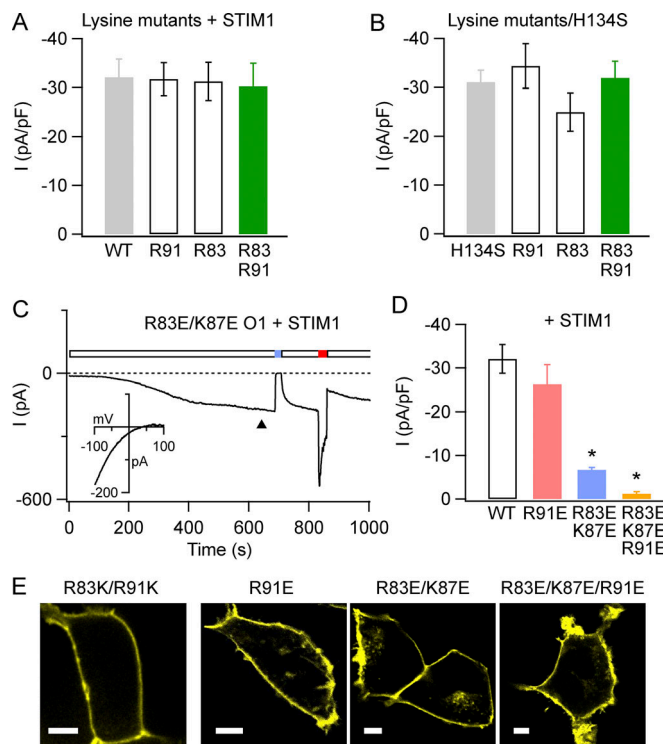 A
Lysine mutants + STIM1
I (pA/pF)
-40
-30
-20
-10
0
WT
R91
R83
R83
R91
B
Lysine mutants/H134S
I (pA/pF)
-40
-30
-20
-10
0
H134S
R91
R83
R83
R91
C
R83E/K87E O1 + STIM1
I (pA)
0
-600
mV
-100
100
pA
-200
0
200
400
600
800
1000
Time (s)
D
+ STIM1
I (pA/pF)
-40
-30
-20
-10
0
*
*
WT
R91E
R83E
K87E
R83E
K87E
R91E
E
R83K/R91K
R91E
R83E/K87E
R83E/K87E/R91E